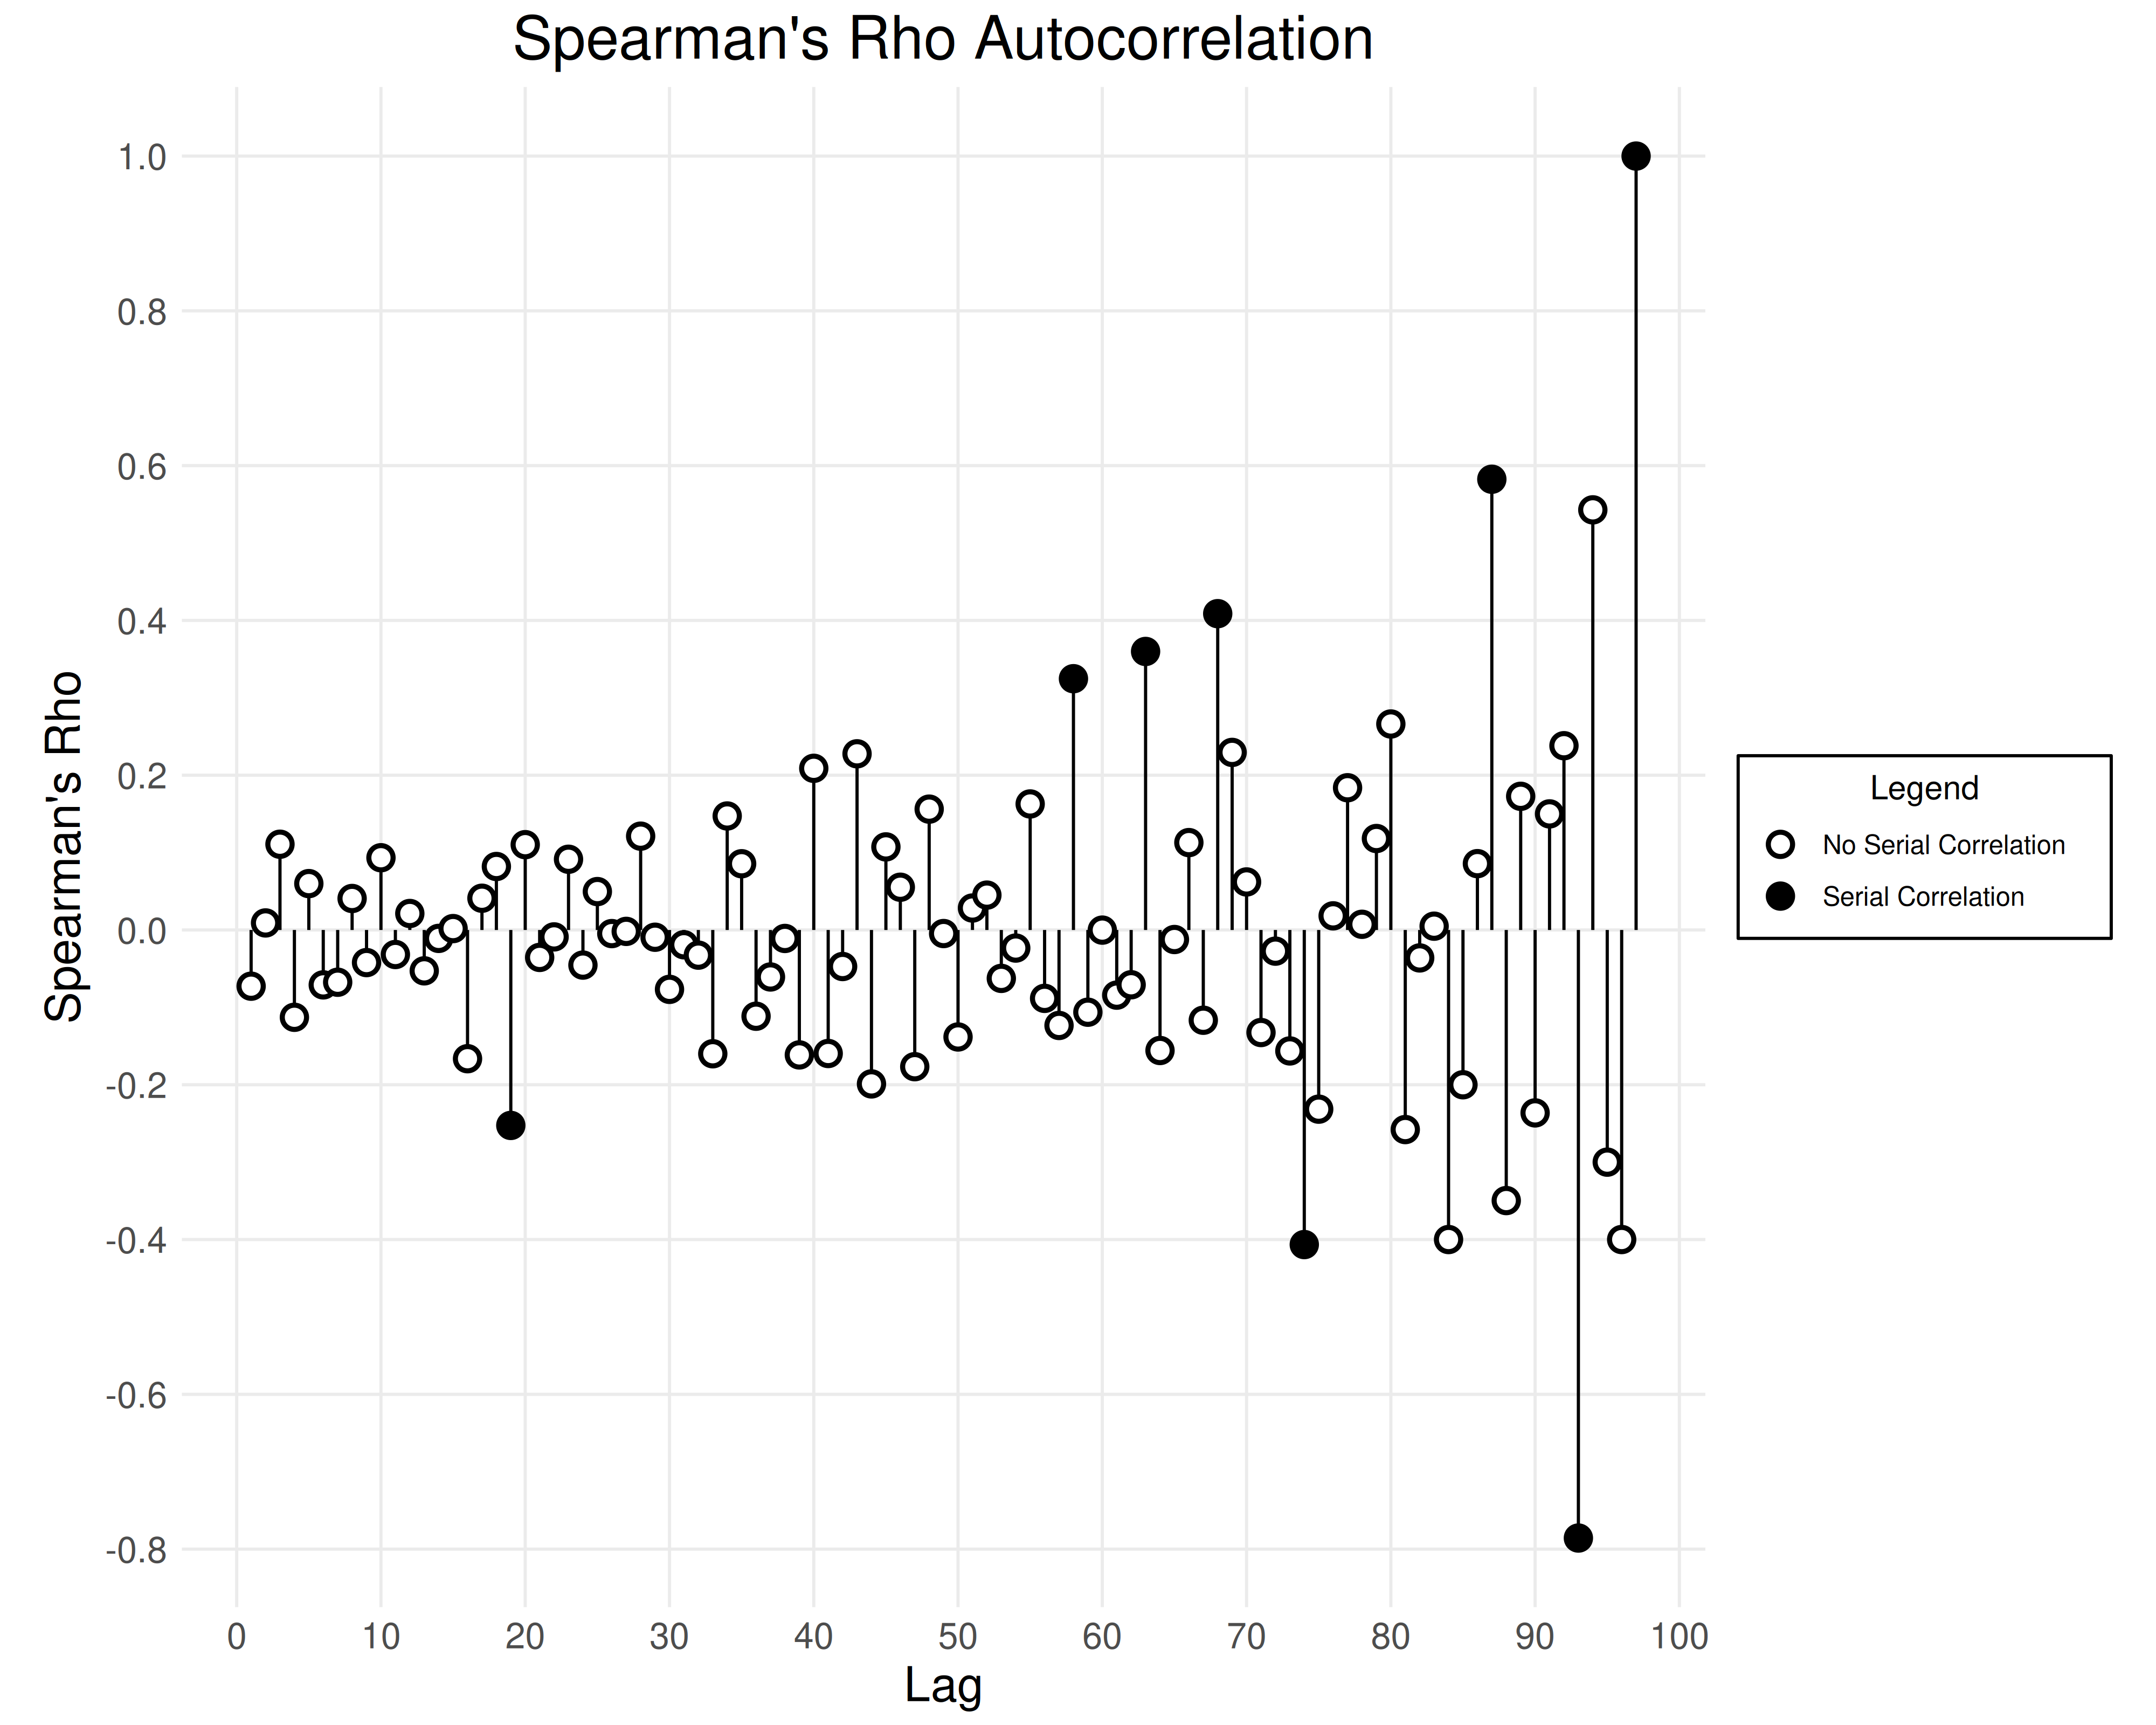 Spearman's Rho Autocorrelation
1.0
0.8
0.6
0.4
0.2
0.0
-0.2
-0.4
-0.6
-0.8
Spearman's Rho
0 10 20 30 40 50 60 70 80 90 100
Lag
Legend
No Serial Correlation
Serial Correlation